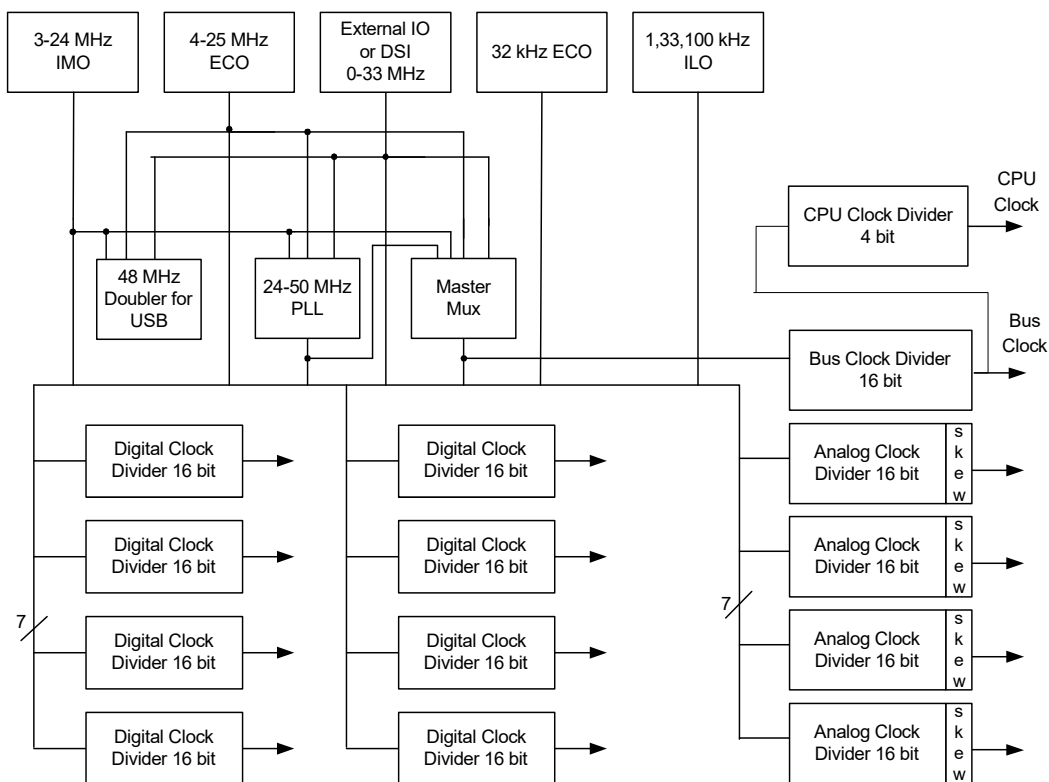 3-24 MHz
IMO
4-25 MHz
ECO
External IO
or DSI
0-33 MHz
32 kHz ECO
1,33,100 kHz
ILO
CPU
Clock
CPU Clock Divider
4 bit
48 MHz
Doubler for
USB
24-50 MHz
PLL
Master
Mux
Bus
Clock
Bus Clock Divider
16 bit
Digital Clock
Divider 16 bit
Digital Clock
Divider 16 bit
Analog Clock
Divider 16 bit
s
k
e
w
Digital Clock
Divider 16 bit
Digital Clock
Divider 16 bit
Analog Clock
Divider 16 bit
s
k
e
w
7
7
Digital Clock
Divider 16 bit
Digital Clock
Divider 16 bit
Analog Clock
Divider 16 bit
s
k
e
w
Digital Clock
Divider 16 bit
Digital Clock
Divider 16 bit
Analog Clock
Divider 16 bit
s
k
e
w